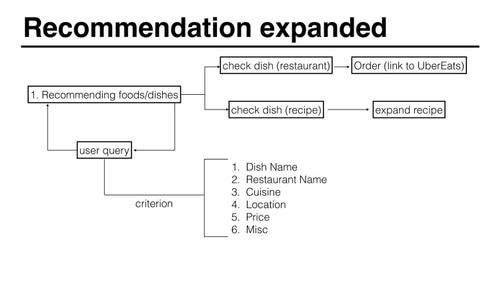 Recommendation expanded
check dish (restaurant)
Order (link to UberEats)
1. Recommending foods/dishes
check dish (recipe)
expand recipe
user query
criterion
1. Dish Name
2. Restaurant Name
3. Cuisine
4. Location
5. Price
6. Misc